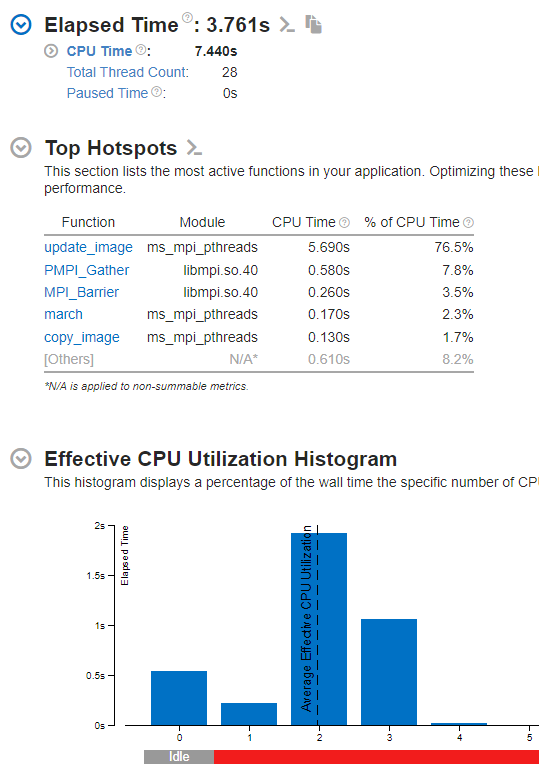 Elapsed Time ?: 3.761s
CPU Time ?: 7.440s
Total Thread Count: 28
Paused Time ?: 0s
Top Hotspots
This section lists the most active functions in your application. Optimizing these
performance.
Function Module CPU Time ? % of CPU Time ?
update_image ms_mpi_pthreads 5.690s 76.5%
PMPI_Gather libmpi.so.40 0.580s 7.8%
MPI_Barrier libmpi.so.40 0.260s 3.5%
march ms_mpi_pthreads 0.170s 2.3%
copy_image ms_mpi_pthreads 0.130s 1.7%
[Others] N/A* 0.610s 8.2%
*N/A is applied to non-summable metrics.
Effective CPU Utilization Histogram
This histogram displays a percentage of the wall time the specific number of CPU
2s
1.5s
1s
0.5s
0s
Elapsed Time
Average Effective CPU Utilization
0 1 2 3 4 5
Idle